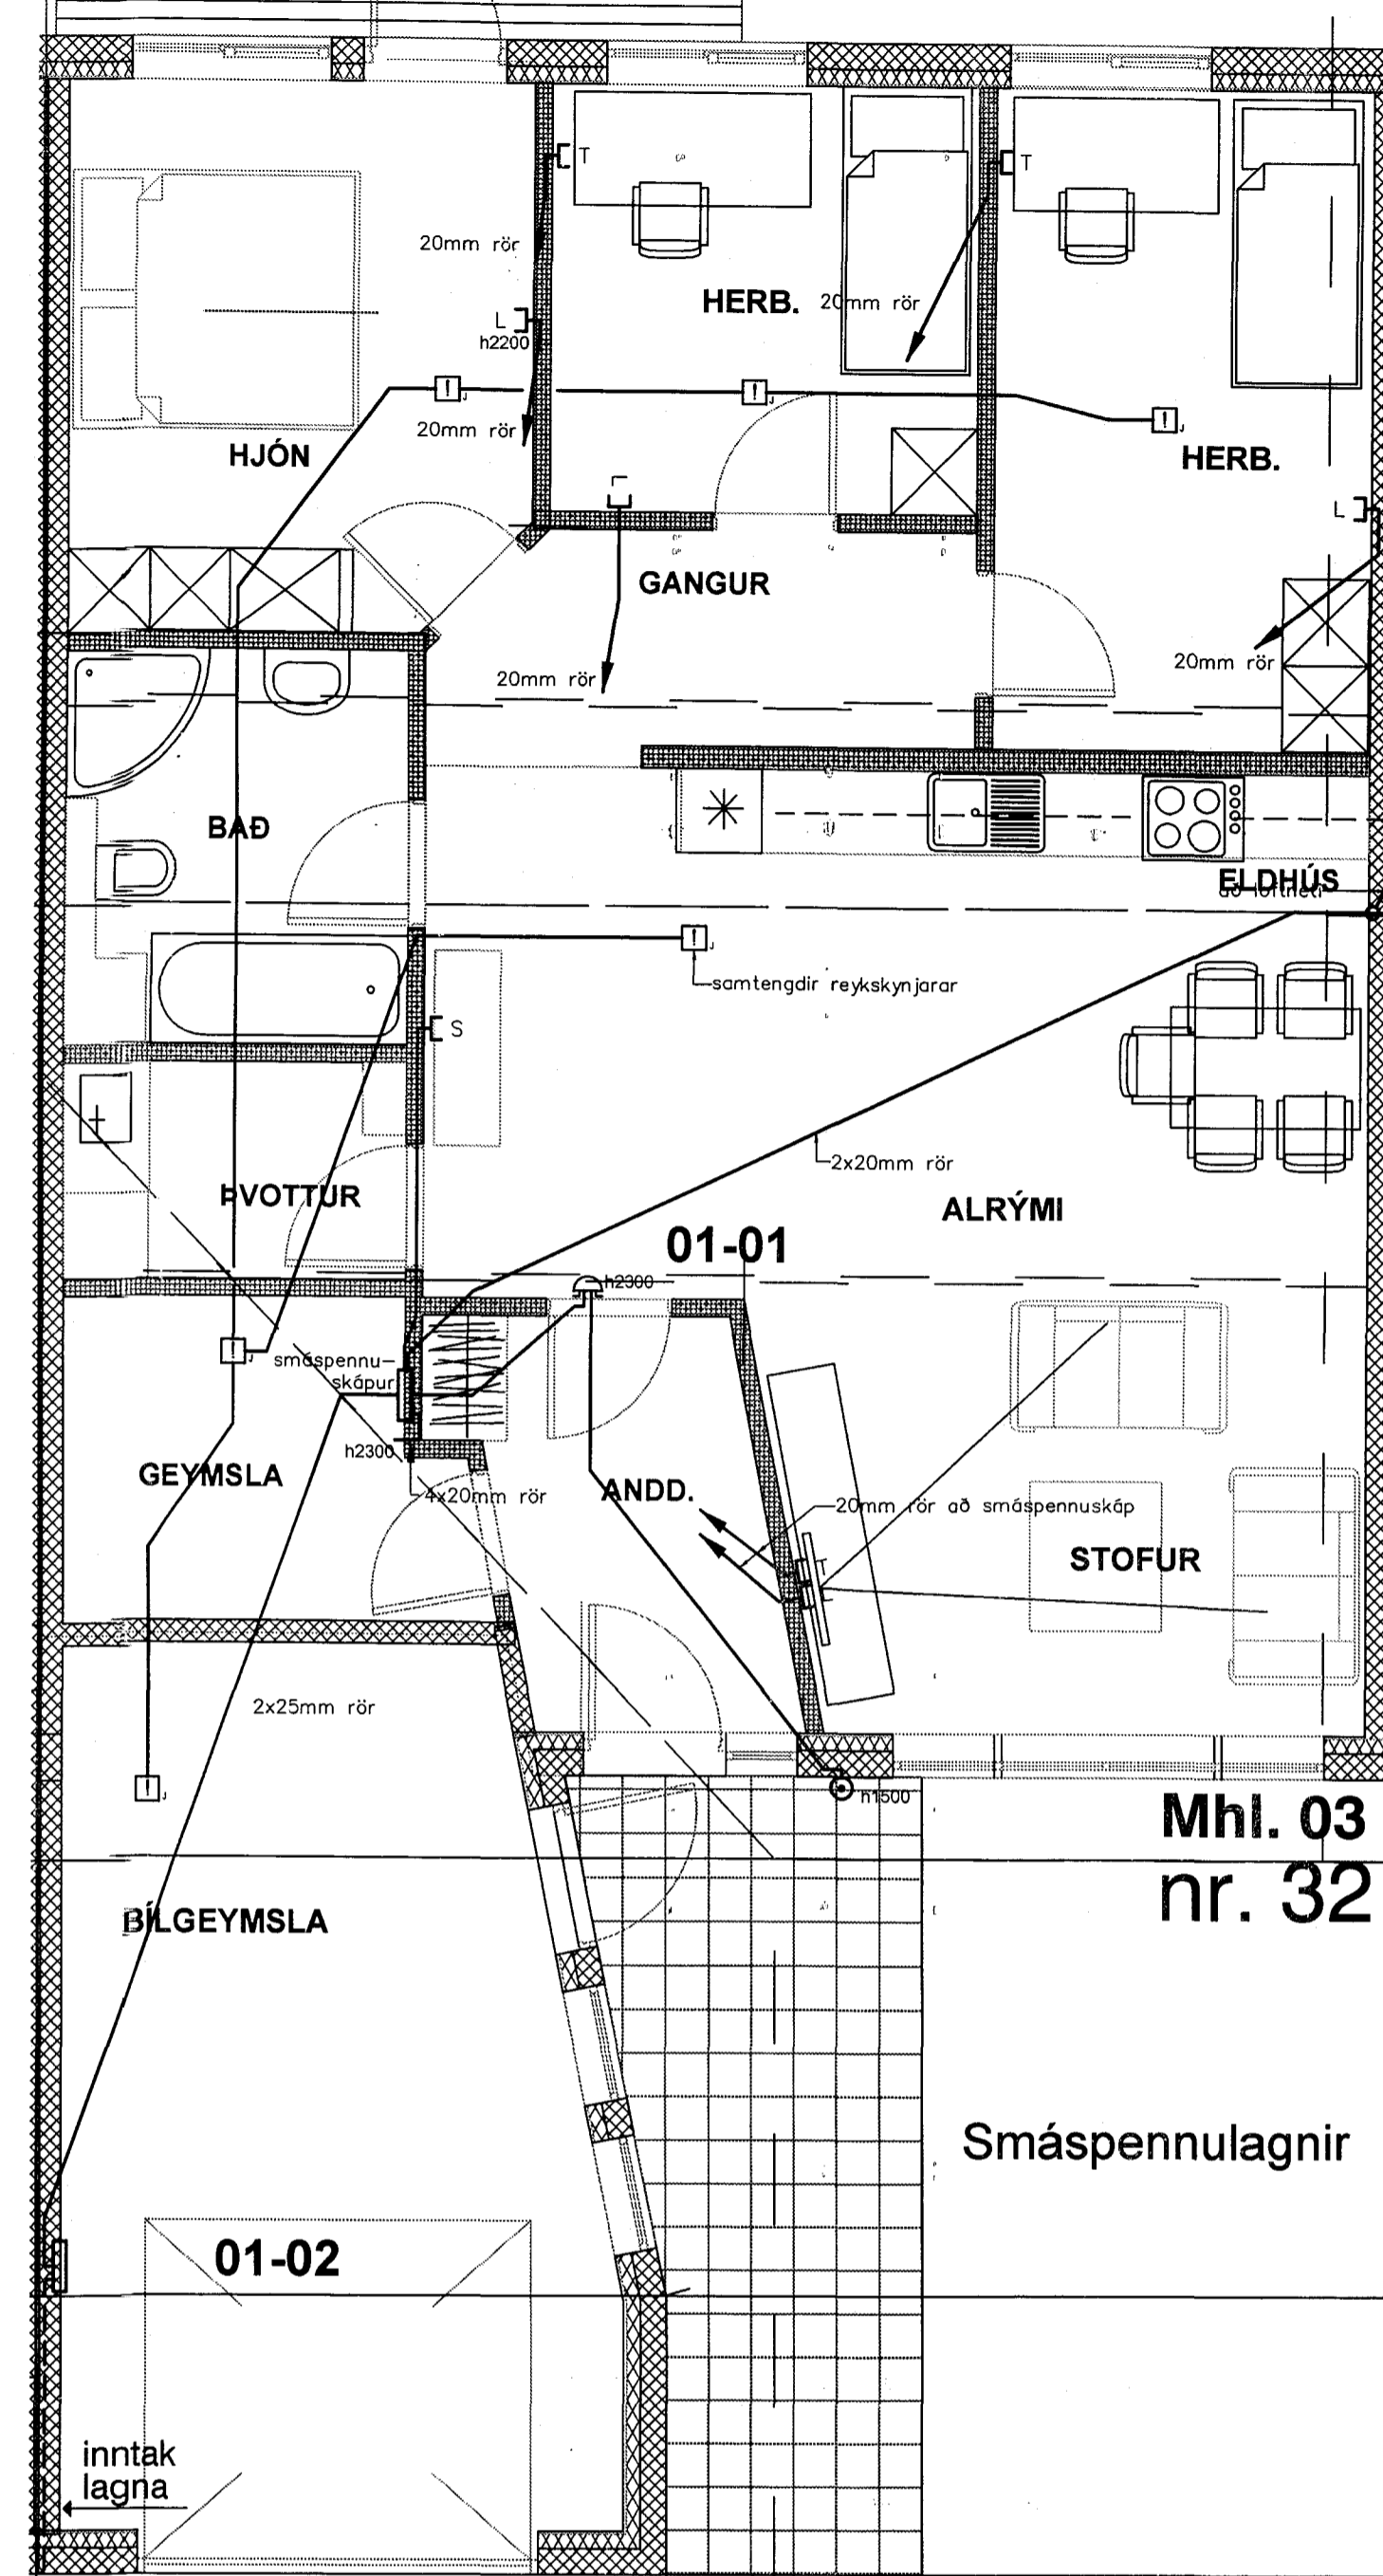 T
T
20mm rör
HERB.
20mm rör
L
h2200
20mm rör
HJÓN
HERB.
L
L
GANGUR
20mm rör
20mm rör
BAÐ
ELDHÚS
að loftneti
samtengdir reykskynjarar
S
2x20mm rör
ÞVOTTUR
ALRÝMI
01-01
h2300
smáspennu-
skápur
h2300
GEYMSLA
4x20mm rör
ANDD.
20mm rör að smáspennuskáp
T
L
STOFUR
2x25mm rör
h1500
Mhl. 03
nr. 32
BÍLGEYMSLA
Smáspennulagnir
01-02
inntak
lagna